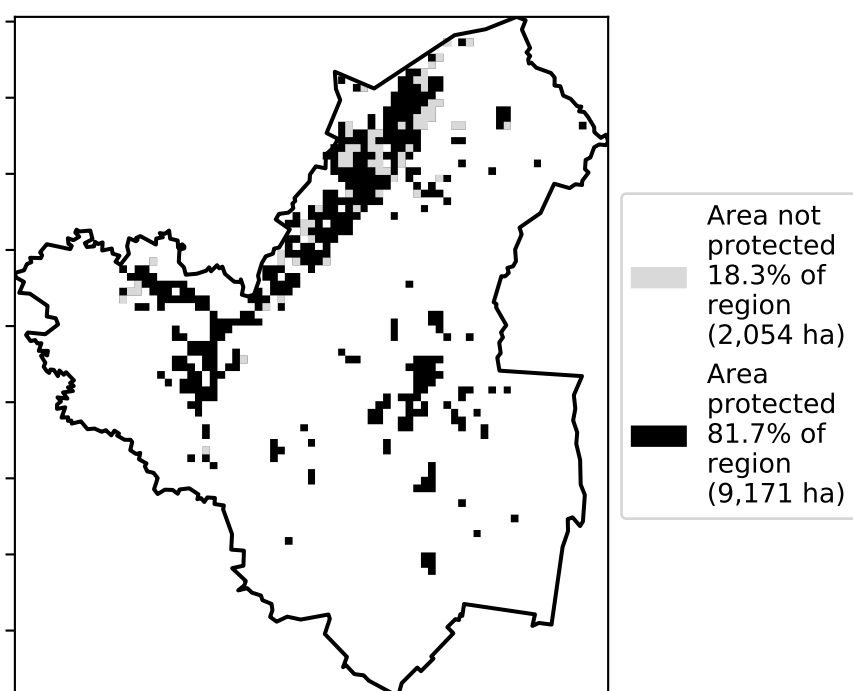 Area not
protected
18.3% of
region
(2,054 ha)
Area
protected
81.7% of
region
(9,171 ha)